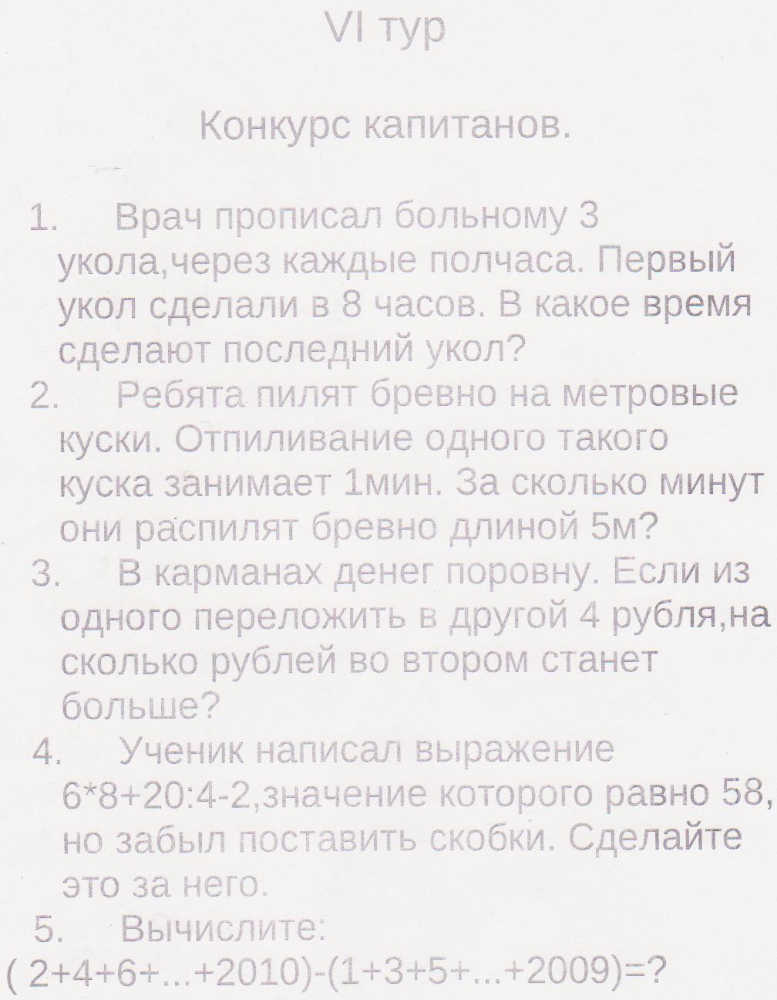 VI тур
Конкурс капитанов.
1. Врач прописал больному 3
укола,через каждые полчаса. Первый
укол сделали в 8 часов. В какое время
сделают последний укол?
2. Ребята пилят бревно на метровые
куски. Отпиливание одного такого
куска занимает 1мин. За сколько минут
они распилят бревно длиной 5м?
3. В карманах денег поровну. Если из
одного переложить в другой 4 рубля,на
сколько рублей во втором станет
больше?
4. Ученик написал выражение
6*8+20:4-2,значение которого равно 58,
но забыл поставить скобки. Сделайте
это за него.
5. Вычислите:
( 2+4+6+...+2010)-(1+3+5+...+2009)=?